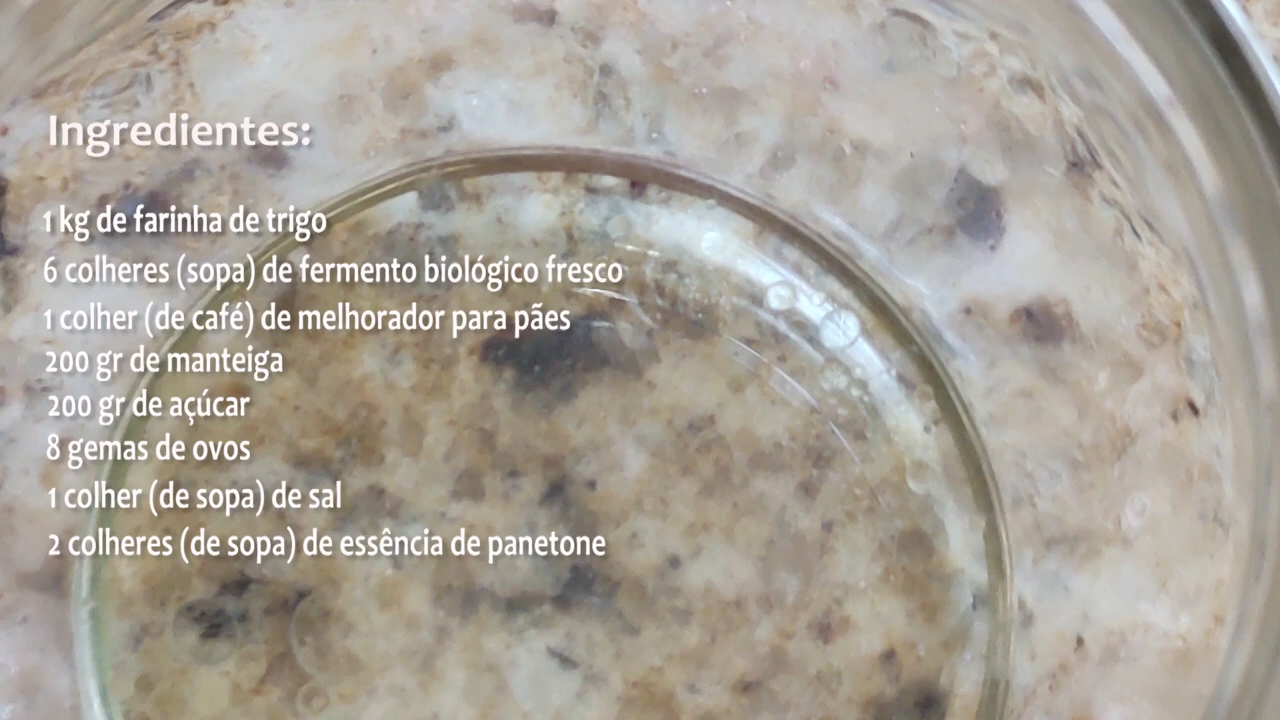 Ingredientes:
1 kg de farinha de trigo
6 colheres (sopa) de fermento biológico fresco
1 colher (de café) de melhorador para pães
200 gr de manteiga
200 gr de açúcar
8 gemas de ovos
1 colher (de sopa) de sal
2 colheres (de sopa) de essência de panetone